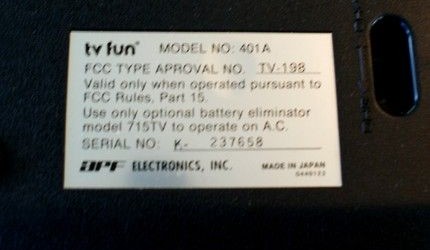 tv fun® MODEL NO: 401A
FCC TYPE APROVAL NO. TV-198
Valid only when operated pursuant to
FCC Rules, Part 15.
Use only optional battery eliminator
model 715TV to operate on A.C.
SERIAL NO: K- 237658
APF ELECTRONICS, INC. MADE IN JAPAN
0449122